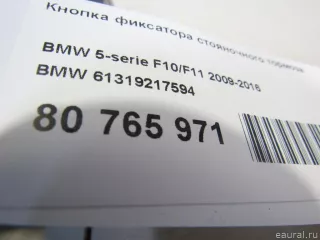 Кнопка фиксатора стояночного тормоза
BMW 5-serie F10/F11 2009-2016
BMW 61319217594
80 765 971
eaural.ru